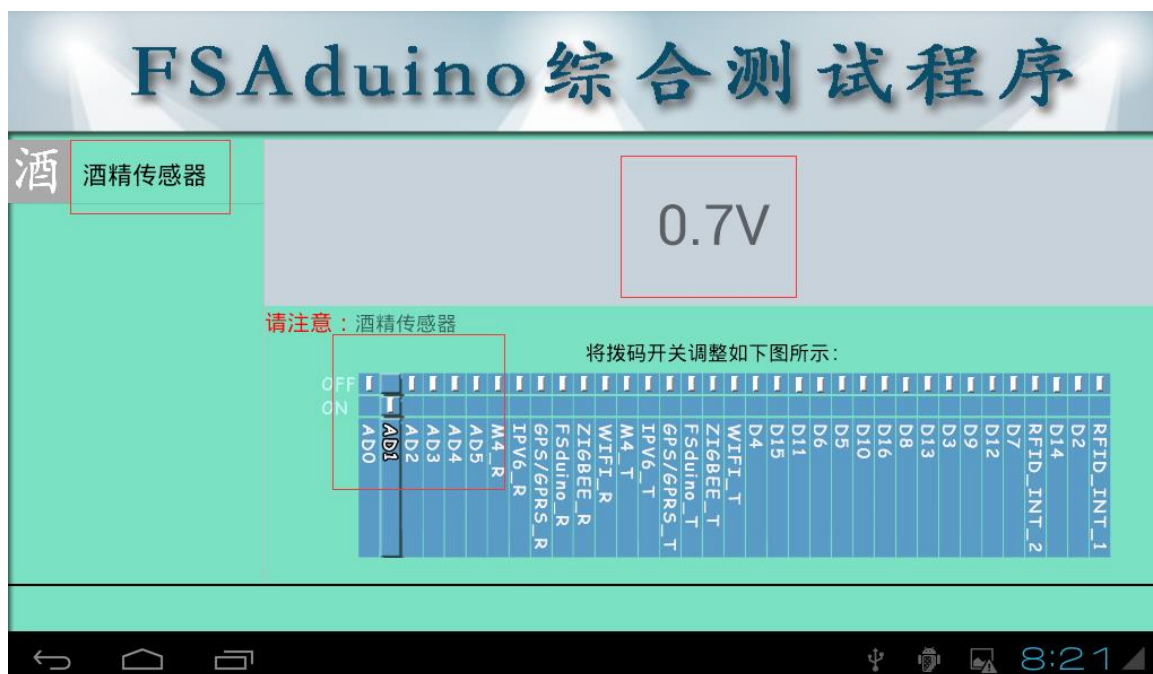 FSAduino综合测试程序
酒 酒精传感器
0.7V
请注意：酒精传感器
将拨码开关调整如下图所示：
OFF
ON
AD0
AD1
AD2
AD3
AD4
AD5
M4_R
IPV6_R
GPS/GPRS_R
FSduino_R
ZIGBEE_R
WIFI_R
M4_T
IPV6_T
GPS/GPRS_T
FSduino_T
ZIGBEE_T
WIFI_T
D4
D15
D11
D6
D5
D10
D16
D8
D13
D3
D9
D12
D7
RFID_INT_2
D14
D2
RFID_INT_1
8:21